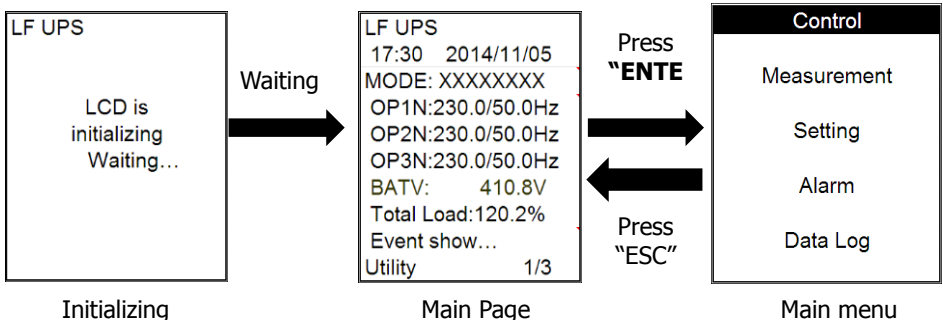 LF UPS
LCD is
initializing
Waiting...
Initializing
Waiting
LF UPS
17:30 2014/11/05
MODE: XXXXXXXX
OP1N:230.0/50.0Hz
OP2N:230.0/50.0Hz
OP3N:230.0/50.0Hz
BATV: 410.8V
Total Load:120.2%
Event show...
Utility 1/3
Main Page
Press
“ENTE
Press
“ESC”
Control
Measurement
Setting
Alarm
Data Log
Main menu